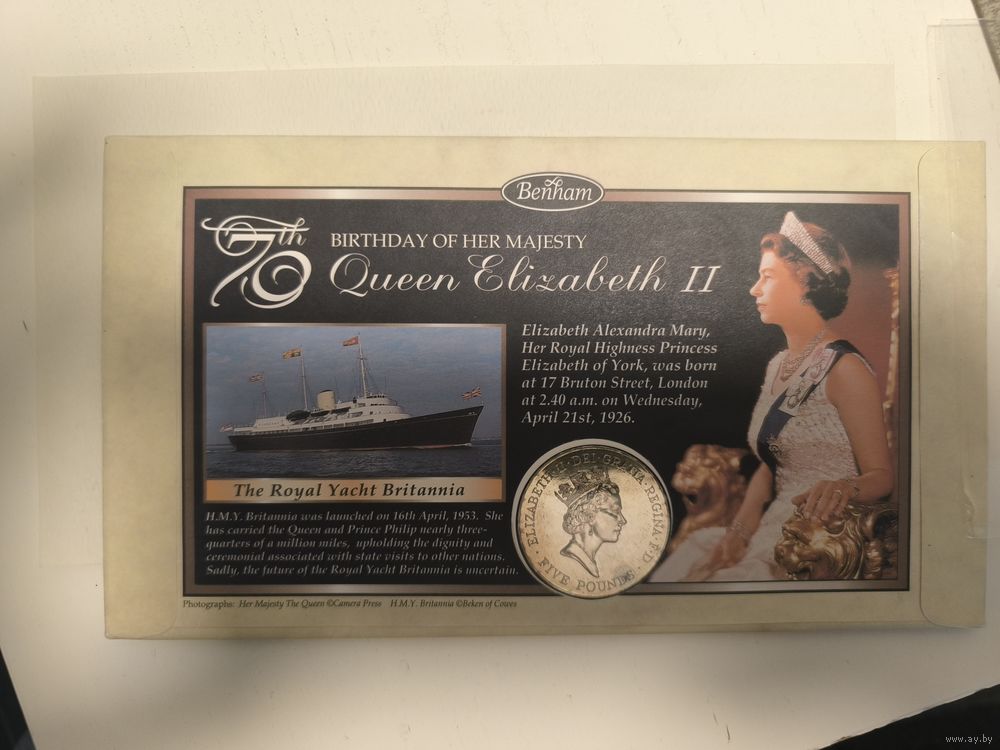 Benham
70th
BIRTHDAY OF HER MAJESTY
Queen Elizabeth II
Elizabeth Alexandra Mary,
Her Royal Highness Princess
Elizabeth of York, was born
at 17 Bruton Street, London
at 2.40 a.m. on Wednesday,
April 21st, 1926.
The Royal Yacht Britannia
H.M.Y. Britannia was launched on 16th April, 1953. She
has carried the Queen and Prince Philip nearly three-
quarters of a million miles, upholding the dignity and
ceremonial associated with state visits to other nations.
Sadly, the future of the Royal Yacht Britannia is uncertain.
ELIZABETH·II·DEI·GRATIA·REGINA·F·D·
FIVE POUNDS
Photographs: Her Majesty The Queen ©Camera Press H.M.Y. Britannia ©Beken of Cowes
www.ay.by